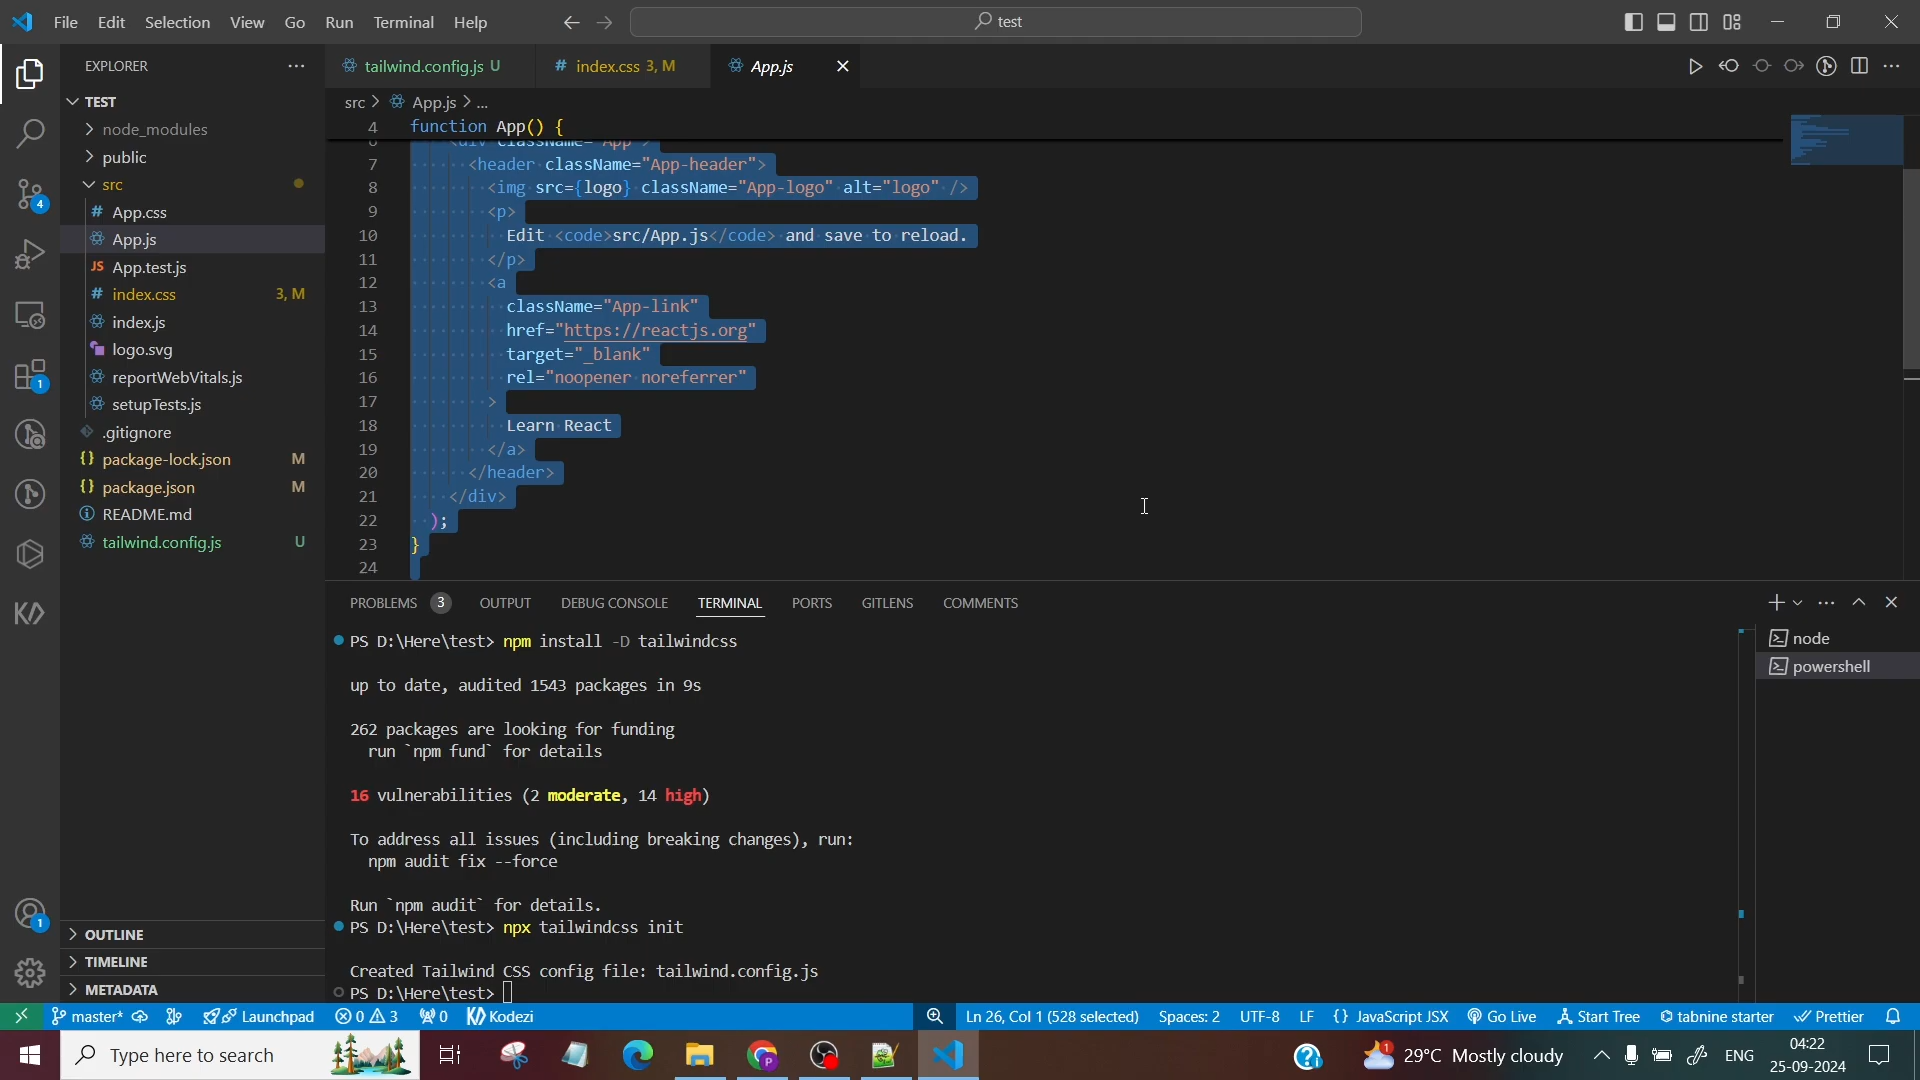 File Edit Selection View Go Run Terminal Help
test
EXPLORER
tailwind.config.js U
index.css 3, M
App.js
TEST
node_modules
public
src
App.css
App.js
App.test.js
index.css 3, M
index.js
logo.svg
reportWebVitals.js
setupTests.js
.gitignore
package-lock.json M
package.json M
README.md
tailwind.config.js U
OUTLINE
TIMELINE
METADATA
src > App.js > ...
4 function App() {
<div className="App">
7 <header className="App-header">
8 <img src={logo} className="App-logo" alt="logo" />
9 <p>
10 Edit <code>src/App.js</code> and save to reload.
11 </p>
12 <a
13 className="App-link"
14 href="https://reactjs.org"
15 target="_blank"
16 rel="noopener noreferrer"
17 >
18 Learn React
19 </a>
20 </header>
21 </div>
22 );
23 }
24
PROBLEMS 3 OUTPUT DEBUG CONSOLE TERMINAL PORTS GITLENS COMMENTS
node
powershell
PS D:\Here\test> npm install -D tailwindcss
up to date, audited 1543 packages in 9s
262 packages are looking for funding
run `npm fund` for details
16 vulnerabilities (2 moderate, 14 high)
To address all issues (including breaking changes), run:
npm audit fix --force
Run `npm audit` for details.
PS D:\Here\test> npx tailwindcss init
Created Tailwind CSS config file: tailwind.config.js
PS D:\Here\test>
4
1
1
master* Launchpad 0 3 0 Kodezi Ln 26, Col 1 (528 selected) Spaces: 2 UTF-8 LF {} JavaScript JSX Go Live Start Tree tabnine starter Prettier
Type here to search
1
29°C Mostly cloudy
ENG
04:22
25-09-2024